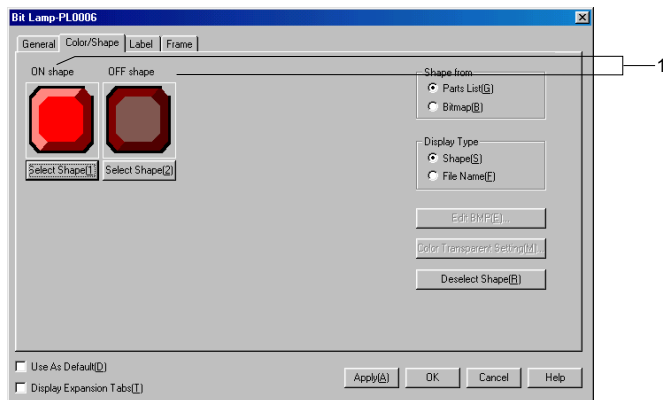 Bit Lamp-PL0006
General Color/Shape Label Frame
ON shape OFF shape
1
Select Shape[1] Select Shape[2]
Shape from
Parts List[G]
Bitmap[B]
Display Type
Shape[S]
File Name[F]
Edit BMP[E]...
Color Transparent Setting[M]...
Deselect Shape[R]
Use As Default[D]
Display Expansion Tabs[T]
Apply[A] OK Cancel Help